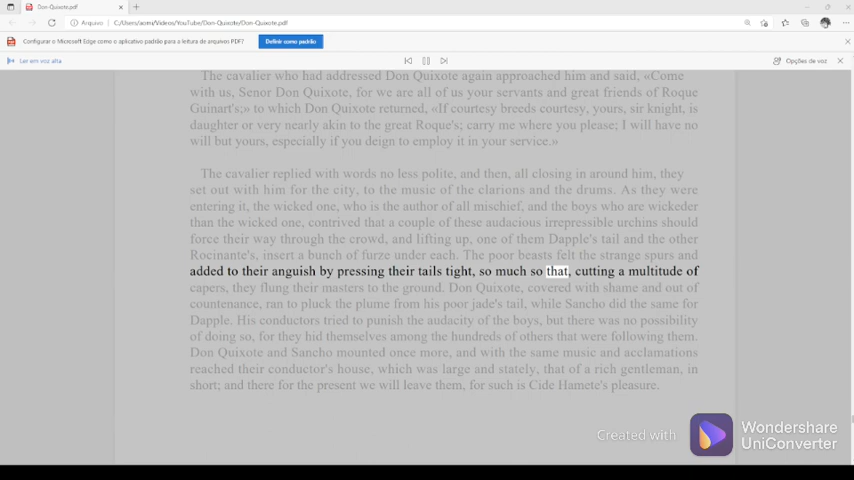 Don-Quixote.pdf
Arquivo
C:/Users/acorn/Videos/YouTube/Don-Quixote/Don-Quixote.pdf
Configurar o Microsoft Edge como o aplicativo padrão para a leitura de arquivos PDF?
Definir como padrão
Ler em voz alta
Opções de voz
The cavalier who had addressed Don Quixote again approached him and said, «Come
with us, Senor Don Quixote, for we are all of us your servants and great friends of Roque
Guinart's;» to which Don Quixote returned, «If courtesy breeds courtesy, yours, sir knight, is
daughter or very nearly akin to the great Roque's; carry me where you please; I will have no
will but yours, especially if you deign to employ it in your service.»
The cavalier replied with words no less polite, and then, all closing in around him, they
set out with him for the city, to the music of the clarions and the drums. As they were
entering it, the wicked one, who is the author of all mischief, and the boys who are wickeder
than the wicked one, contrived that a couple of these audacious irrepressible urchins should
force their way through the crowd, and lifting up, one of them Dapple's tail and the other
Rocinante's, insert a bunch of furze under each. The poor beasts felt the strange spurs and
added to their anguish by pressing their tails tight, so much so that, cutting a multitude of
capers, they flung their masters to the ground. Don Quixote, covered with shame and out of
countenance, ran to pluck the plume from his poor jade's tail, while Sancho did the same for
Dapple. His conductors tried to punish the audacity of the boys, but there was no possibility
of doing so, for they hid themselves among the hundreds of others that were following them.
Don Quixote and Sancho mounted once more, and with the same music and acclamations
reached their conductor's house, which was large and stately, that of a rich gentleman, in
short; and there for the present we will leave them, for such is Cide Hamete's pleasure.
Created with
Wondershare
UniConverter